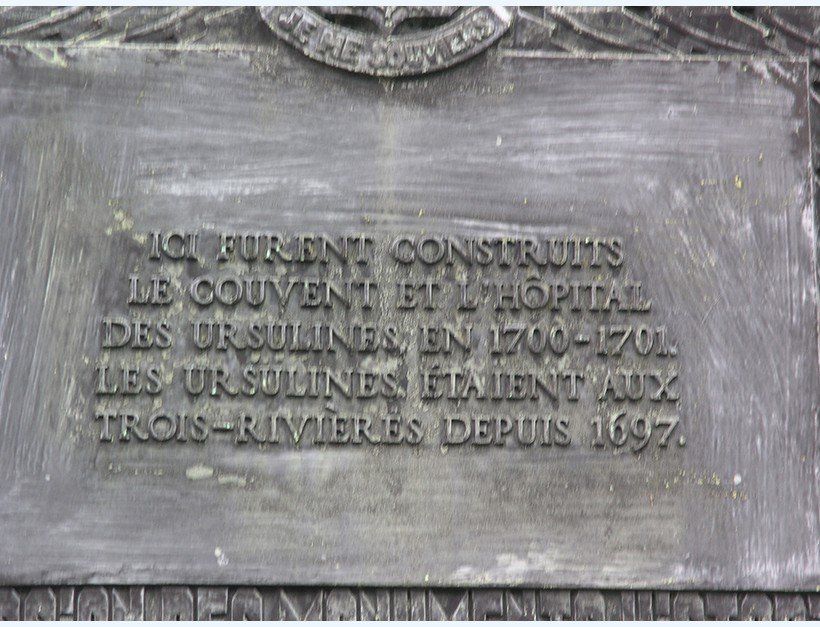 JE ME SOUVIENS
ICI FURENT CONSTRUITS
LE COUVENT ET L'HÔPITAL
DES URSULINES, EN 1700-1701.
LES URSULINES, ÉTAIENT AUX
TROIS-RIVIÈRES DEPUIS 1697.